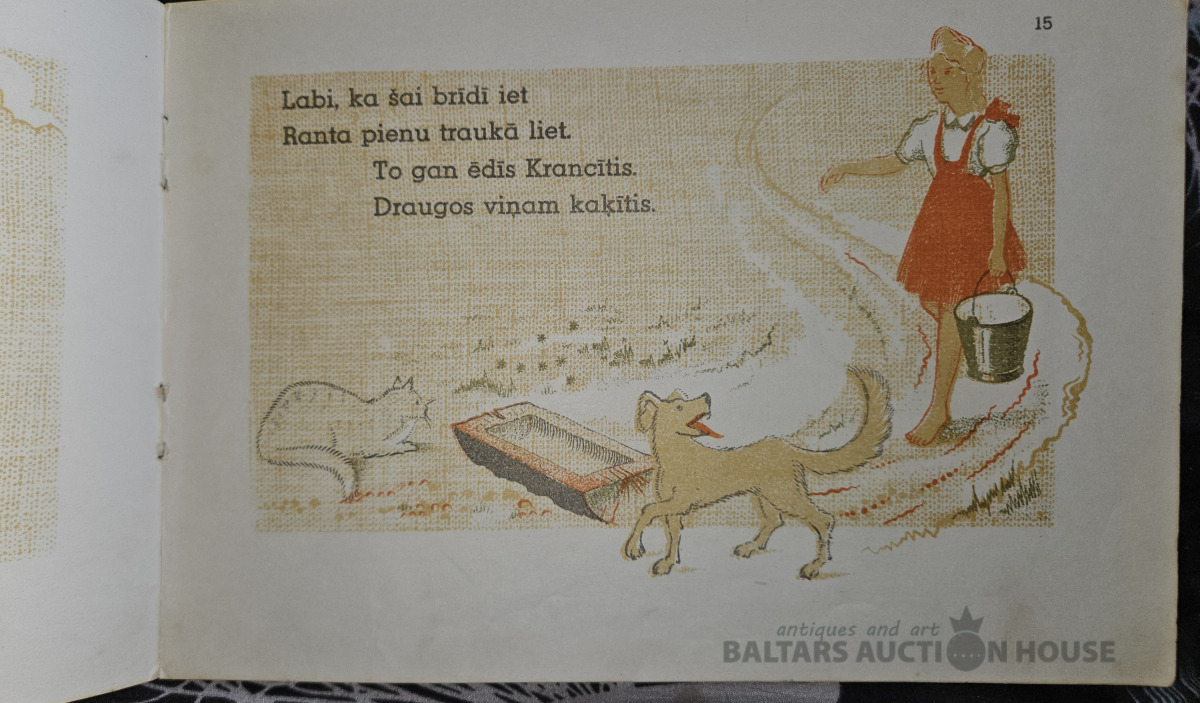 15
Labi, ka šai brīdī iet
Ranta pienu traukā liet.
To gan ēdīs Krancītis.
Draugos viņam kaķītis.
antiques and art
BALTARS AUCTION HOUSE